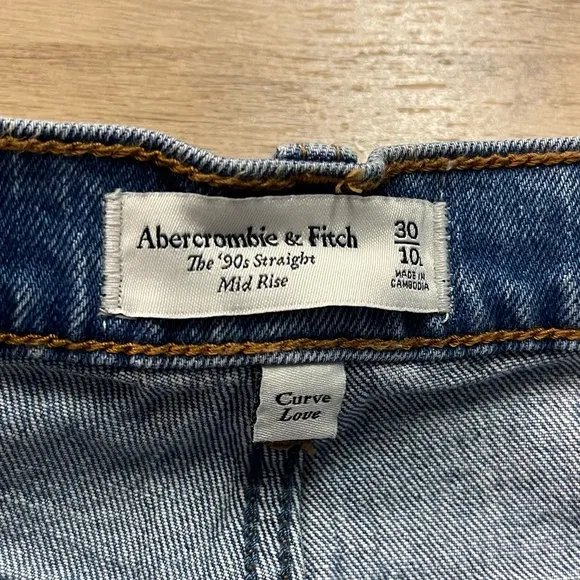 Abercrombie & Fitch
The '90s Straight
Mid Rise
30
10L
MADE IN
CAMBODIA
Curve
Love